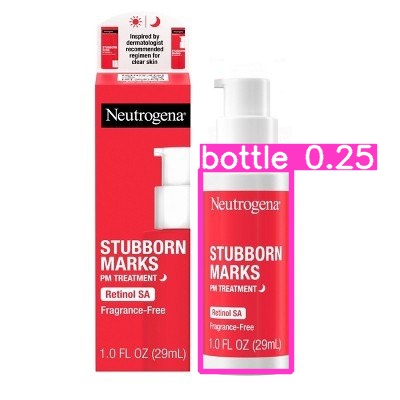 Inspired by
dermatologist
recommended
regimen for
clear skin
Neutrogena®
STUBBORN
MARKS
PM TREATMENT
Retinol SA
Fragrance-Free
1.0 FL OZ (29mL)
bottle 0.25
Neutrogena®
STUBBORN
MARKS
PM TREATMENT
Retinol SA
Fragrance-Free
1.0 FL OZ (29mL)